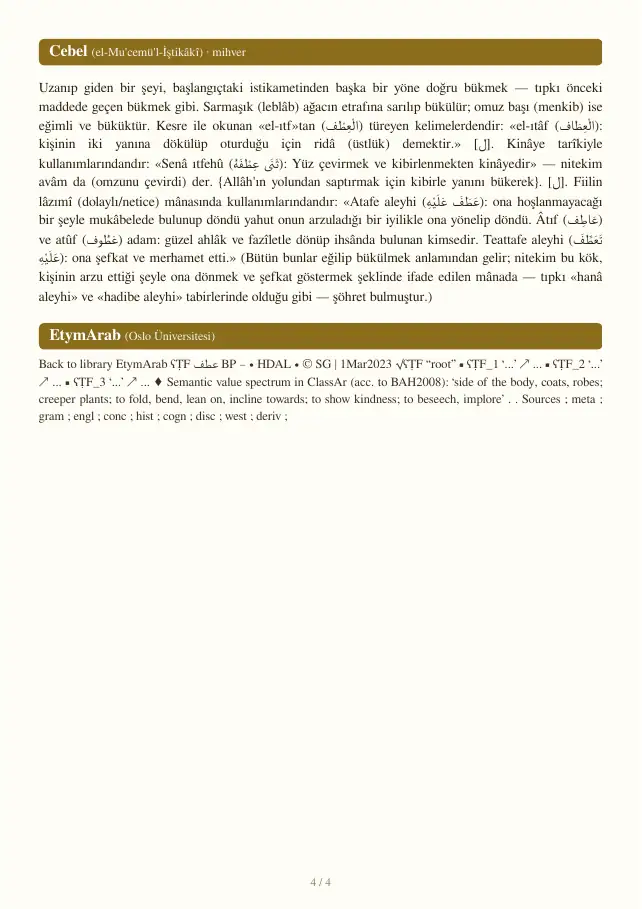 Cebel (el-Mu'cemü'l-İştikâkî) · mihver
Uzanıp giden bir şeyi, başlangıçtaki istikametinden başka bir yöne doğru bükmek — tıpkı önceki
maddede geçen bükmek gibi. Sarmaşık (leblâb) ağacın etrafına sarılıp bükülür; omuz başı (menkib) ise
eğimli ve büküktür. Kesre ile okunan «el-ıtf»tan (الْعِطْف) türeyen kelimelerdendir: «el-ıtâf (الْعِطَاف):
kişinin iki yanına dökülüp oturduğu için ridâ (üstlük) demektir.» [ل]. Kinâye tarîkiyle
kullanımlarındandır: «Senâ ıtfehû (ثَنَى عِطْفَهُ): Yüz çevirmek ve kibirlenmekten kinâyedir» — nitekim
avâm da (omzunu çevirdi) der. {Allâh'ın yolundan saptırmak için kibirle yanını bükerek}. [ل]. Fiilin
lâzımî (dolaylı/netice) mânasında kullanımlarındandır: «Atafe aleyhi (عَطَفَ عَلَيْهِ): ona hoşlanmayacağı
bir şeyle mukâbelede bulunup döndü yahut onun arzuladığı bir iyilikle ona yönelip döndü. Âtıf (عَاطِف)
ve atûf (عَطُوف) adam: güzel ahlâk ve fazîletle dönüp ihsânda bulunan kimsedir. Teattafe aleyhi (تَعَطَّفَ
عَلَيْهِ): ona şefkat ve merhamet etti.» (Bütün bunlar eğilip bükülmek anlamından gelir; nitekim bu kök,
kişinin arzu ettiği şeyle ona dönmek ve şefkat göstermek şeklinde ifade edilen mânada — tıpkı «hanâ
aleyhi» ve «hadibe aleyhi» tabirlerinde olduğu gibi — şöhret bulmuştur.)
EtymArab (Oslo Üniversitesi)
Back to library EtymArab ʕṬF عطف BP – • HDAL • © SG | 1Mar2023 √ʕṬF “root” ▪ ʕṬF_1 ‘...’ ↗ ... ▪ ʕṬF_2 ‘...’
↗ ... ▪ ʕṬF_3 ‘...’ ↗ ... ♦ Semantic value spectrum in ClassAr (acc. to BAH2008): ‘side of the body, coats, robes;
creeper plants; to fold, bend, lean on, incline towards; to show kindness; to beseech, implore’ . . Sources ; meta ;
gram ; engl ; conc ; hist ; cogn ; disc ; west ; deriv ;
4 / 4